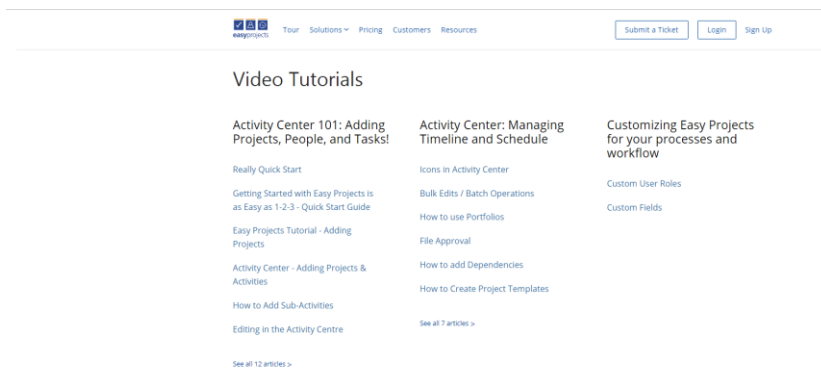 easyprojects
Tour Solutions Pricing Customers Resources
Submit a Ticket Login Sign Up
Video Tutorials
Activity Center 101: Adding
Projects, People, and Tasks!
Really Quick Start
Getting Started with Easy Projects is
as Easy as 1-2-3 - Quick Start Guide
Easy Projects Tutorial - Adding
Projects
Activity Center - Adding Projects &
Activities
How to Add Sub-Activities
Editing in the Activity Centre
See all 12 articles >
Activity Center: Managing
Timeline and Schedule
Icons in Activity Center
Bulk Edits / Batch Operations
How to use Portfolios
File Approval
How to add Dependencies
How to Create Project Templates
See all 7 articles >
Customizing Easy Projects
for your processes and
workflow
Custom User Roles
Custom Fields